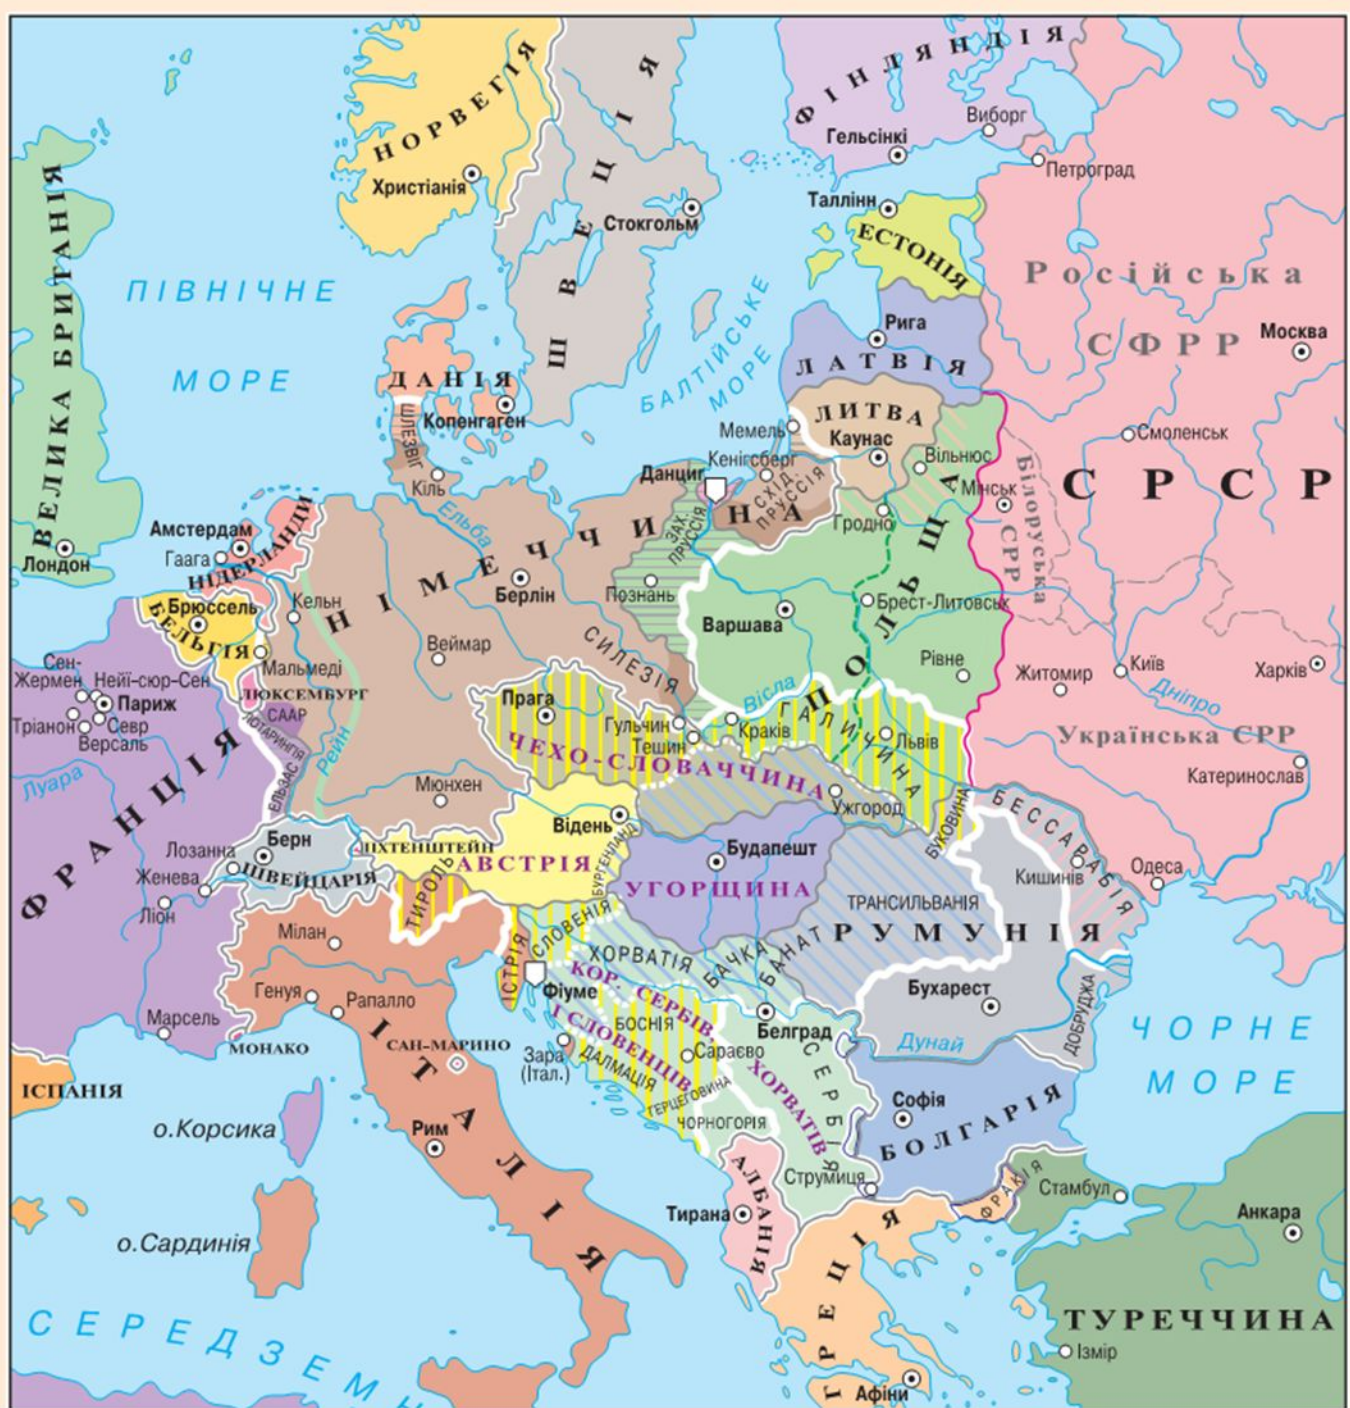 НОРВЕГІЯ
ШВЕЦІЯ
ФІНЛЯНДІЯ
Виборг
Гельсінкі
Петроград
Христіанія
Стокгольм
Таллінн
ЕСТОНІЯ
ВЕЛИКА БРИТАНІЯ
ПІВНІЧНЕ
МОРЕ
БАЛТІЙСЬКЕ
МОРЕ
Російська
СФРР
Москва
Рига
ЛАТВІЯ
ДАНІЯ
Копенгаген
ШЛЕЗВІГ
Кіль
ЛИТВА
Каунас
Мемель
Кенігсберг
Данциг
СХІД.
ПРУССІЯ
ЗАХ.
ПРУССІЯ
Вільнюс
Смоленськ
СРСР
Мінськ
Білоруська
СРР
Гродно
Амстердам
Гаага
НІДЕРЛАНДИ
Лондон
Ельба
НІМЕЧЧИНА
Берлін
Познань
ПОЛЬЩА
Варшава
Брест-Литовськ
Брюссель
БЕЛЬГІЯ
Кельн
Мальмеді
Веймар
СИЛЕЗІЯ
Рівне
Житомир
Київ
Харків
Дніпро
Сен-
Жермен
Нейї-сюр-Сен
Париж
Тріанон
Севр
Версаль
ЛЮКСЕМБУРГ
СААР
ЛОТАРИНГІЯ
ЕЛЬЗАС
Рейн
Прага
Гульчин
Тешин
Вісла
Краків
ГАЛИЧИНА
Львів
Українська СРР
Катеринослав
Луара
ФРАНЦІЯ
ЧЕХО-СЛОВАЧЧИНА
Ужгород
Мюнхен
БУКОВИНА
БЕССАРАБІЯ
Кишинів
Одеса
Берн
Лозанна
Женева
ШВЕЙЦАРІЯ
ЛІХТЕНШТЕЙН
Відень
АВСТРІЯ
БУРГЕНЛАНД
ТИРОЛЬ
Будапешт
УГОРЩИНА
ТРАНСИЛЬВАНІЯ
РУМУНІЯ
Ліон
Мілан
ІСТРІЯ
СЛОВЕНІЯ
ХОРВАТІЯ
БАЧКА
БАНАТ
Бухарест
ДОБРУДЖА
Генуя
Рапалло
Фіуме
КОР. СЕРБІВ,
ХОРВАТІВ
І СЛОВЕНЦІВ
БОСНІЯ
Белград
Марсель
МОНАКО
САН-МАРИНО
Зара
(Італ.)
ДАЛМАЦІЯ
Сараєво
ГЕРЦЕГОВИНА
ЧОРНОГОРІЯ
СЕРБІЯ
Дунай
ЧОРНЕ
МОРЕ
ІСПАНІЯ
о.Корсика
ІТАЛІЯ
Рим
Софія
БОЛГАРІЯ
Струмиця
ФРАКІЯ
Стамбул
Анкара
АЛБАНІЯ
Тирана
ГРЕЦІЯ
о.Сардинія
ТУРЕЧЧИНА
Ізмір
Афіни
СЕРЕДЗЕМН